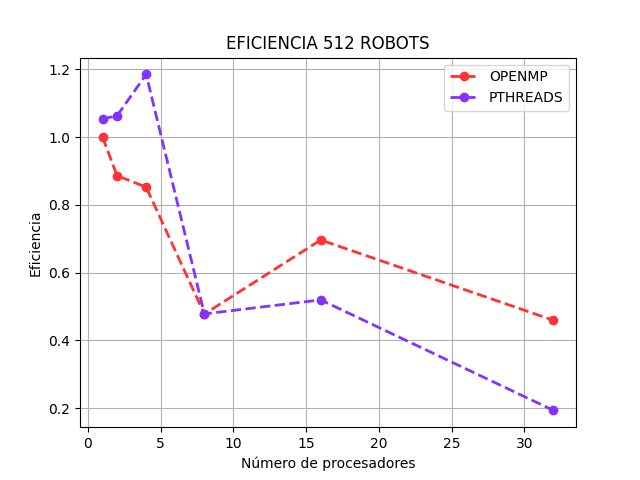 EFICIENCIA 512 ROBOTS
OPENMP
PTHREADS
Eficiencia
1.2
1.0
0.8
0.6
0.4
0.2
0 5 10 15 20 25 30
Número de procesadores